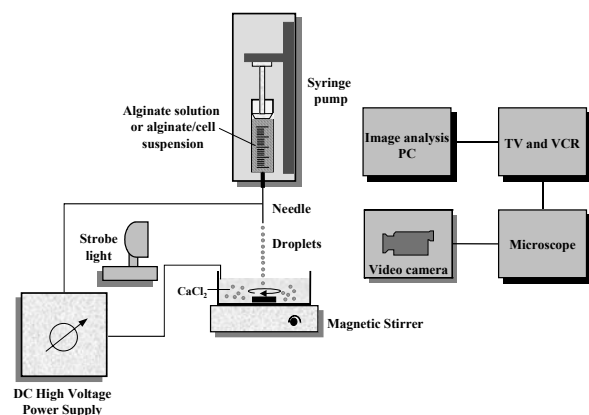 Syringe
pump
Alginate solution
or alginate/cell
suspension
Needle
Strobe
light
Droplets
CaCl₂
Magnetic Stirrer
DC High Voltage
Power Supply
Image analysis
PC
TV and VCR
Video camera
Microscope